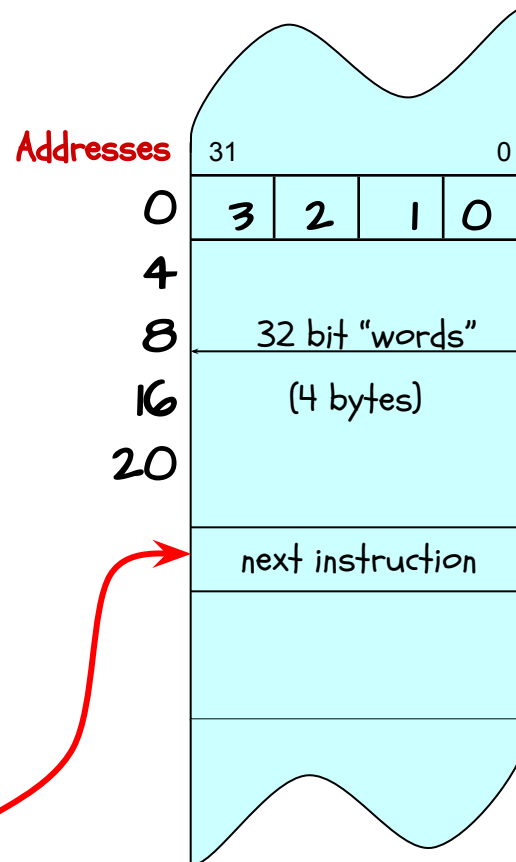 Addresses 31 0
0 3 2 1 0
4
8 32 bit “words”
16 (4 bytes)
20
next instruction